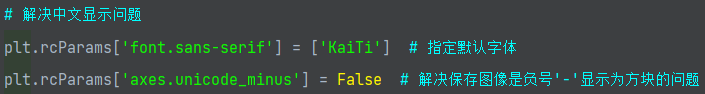 # 解决中文显示问题
plt.rcParams['font.sans-serif'] = ['KaiTi']  # 指定默认字体
plt.rcParams['axes.unicode_minus'] = False  # 解决保存图像是负号'-'显示为方块的问题